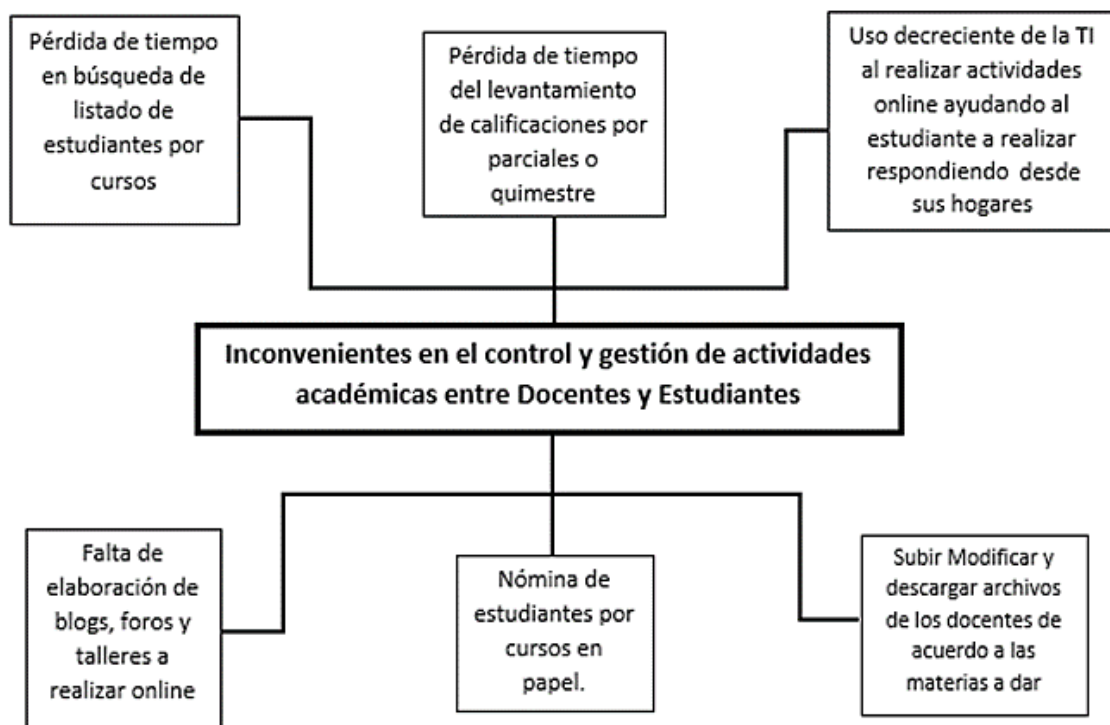 Pérdida de tiempo
en búsqueda de
listado de
estudiantes por
cursos
Pérdida de tiempo
del levantamiento
de calificaciones por
parciales o
quimestre
Uso decreciente de la TI
al realizar actividades
online ayudando al
estudiante a realizar
respondiendo desde
sus hogares
Inconvenientes en el control y gestión de actividades
académicas entre Docentes y Estudiantes
Falta de
elaboración de
blogs, foros y
talleres a
realizar online
Nómina de
estudiantes por
cursos en
papel.
Subir Modificar y
descargar archivos
de los docentes de
acuerdo a las
materias a dar